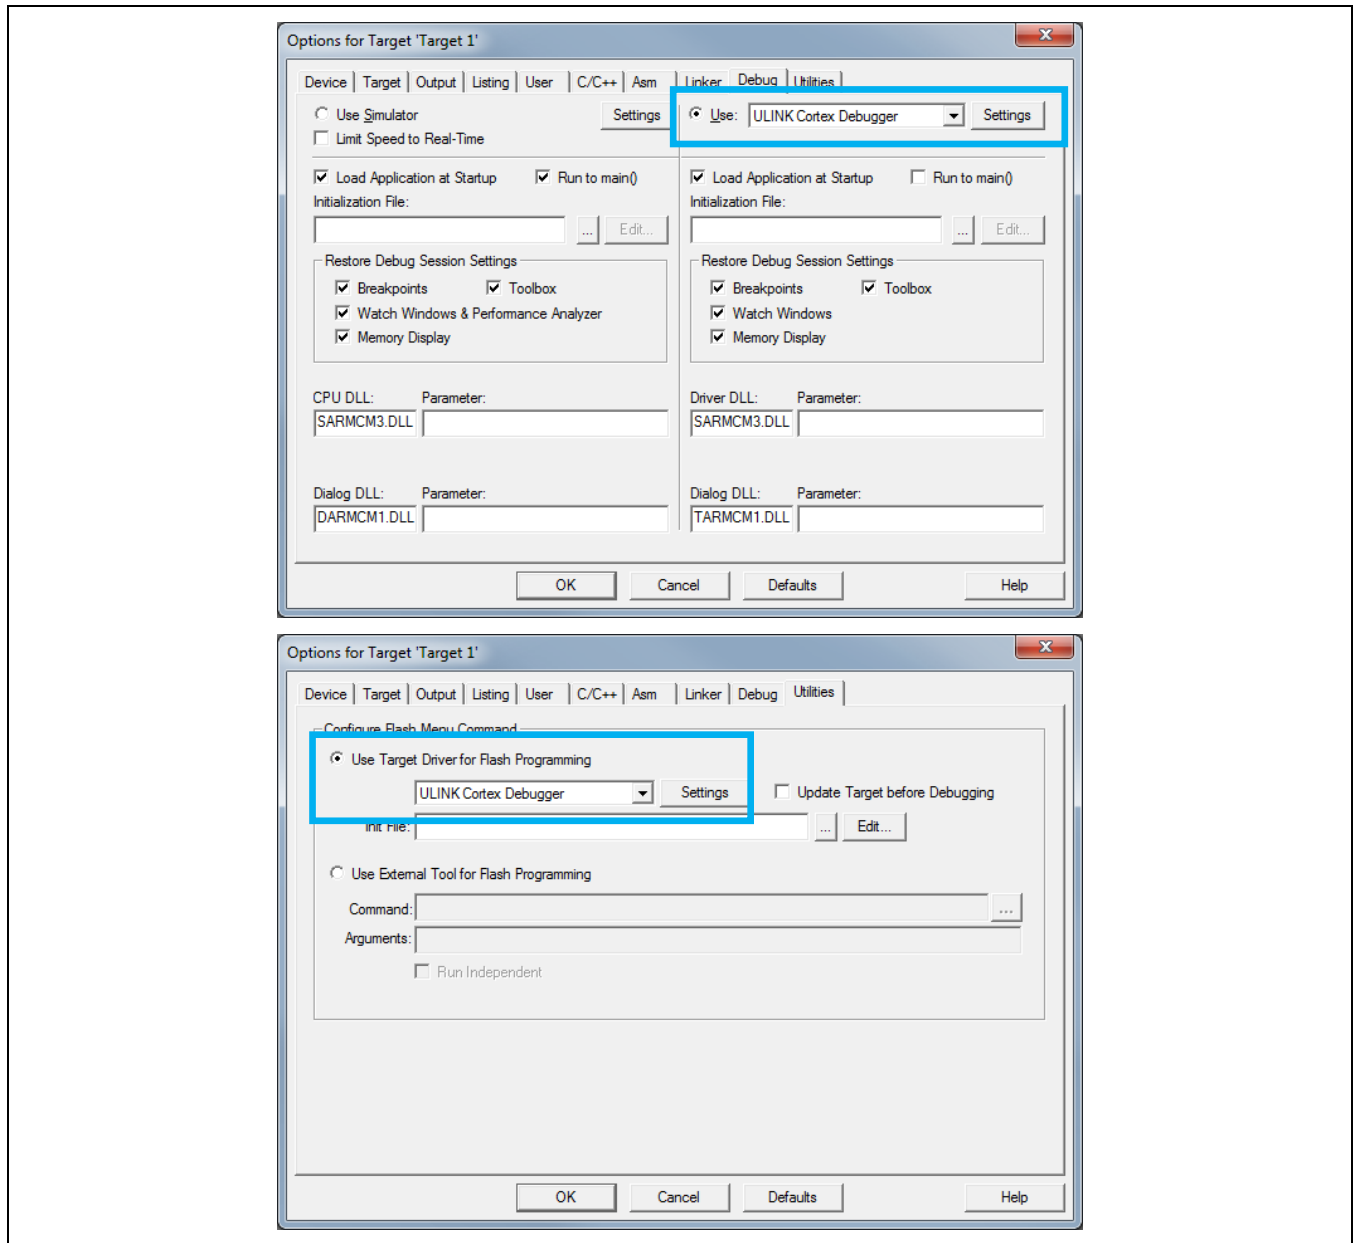 Options for Target 'Target 1'
Device Target Output Listing User C/C++ Asm Linker Debug Utilities
Use Simulator Settings Use: ULINK Cortex Debugger Settings
Limit Speed to Real-Time
Load Application at Startup Run to main() Load Application at Startup Run to main()
Initialization File: Initialization File:
... Edit... ... Edit...
Restore Debug Session Settings Restore Debug Session Settings
Breakpoints Toolbox Breakpoints Toolbox
Watch Windows & Performance Analyzer Watch Windows
Memory Display Memory Display
CPU DLL: Parameter: Driver DLL: Parameter:
SARMCM3.DLL SARMCM3.DLL
Dialog DLL: Parameter: Dialog DLL: Parameter:
DARMCM1.DLL TARMCM1.DLL
OK Cancel Defaults Help
Options for Target 'Target 1'
Device Target Output Listing User C/C++ Asm Linker Debug Utilities
Configure Flash Menu Command
Use Target Driver for Flash Programming
ULINK Cortex Debugger Settings Update Target before Debugging
Init File: ... Edit...
Use External Tool for Flash Programming
Command: ...
Arguments:
Run Independent
OK Cancel Defaults Help